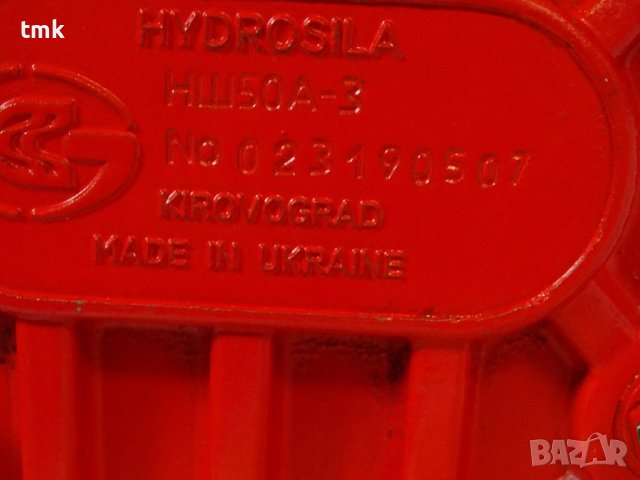 tmk
HYDROSILA
НШ50А-3
No 023190507
KIROVOGRAD
MADE IN UKRAINE
BAZAR